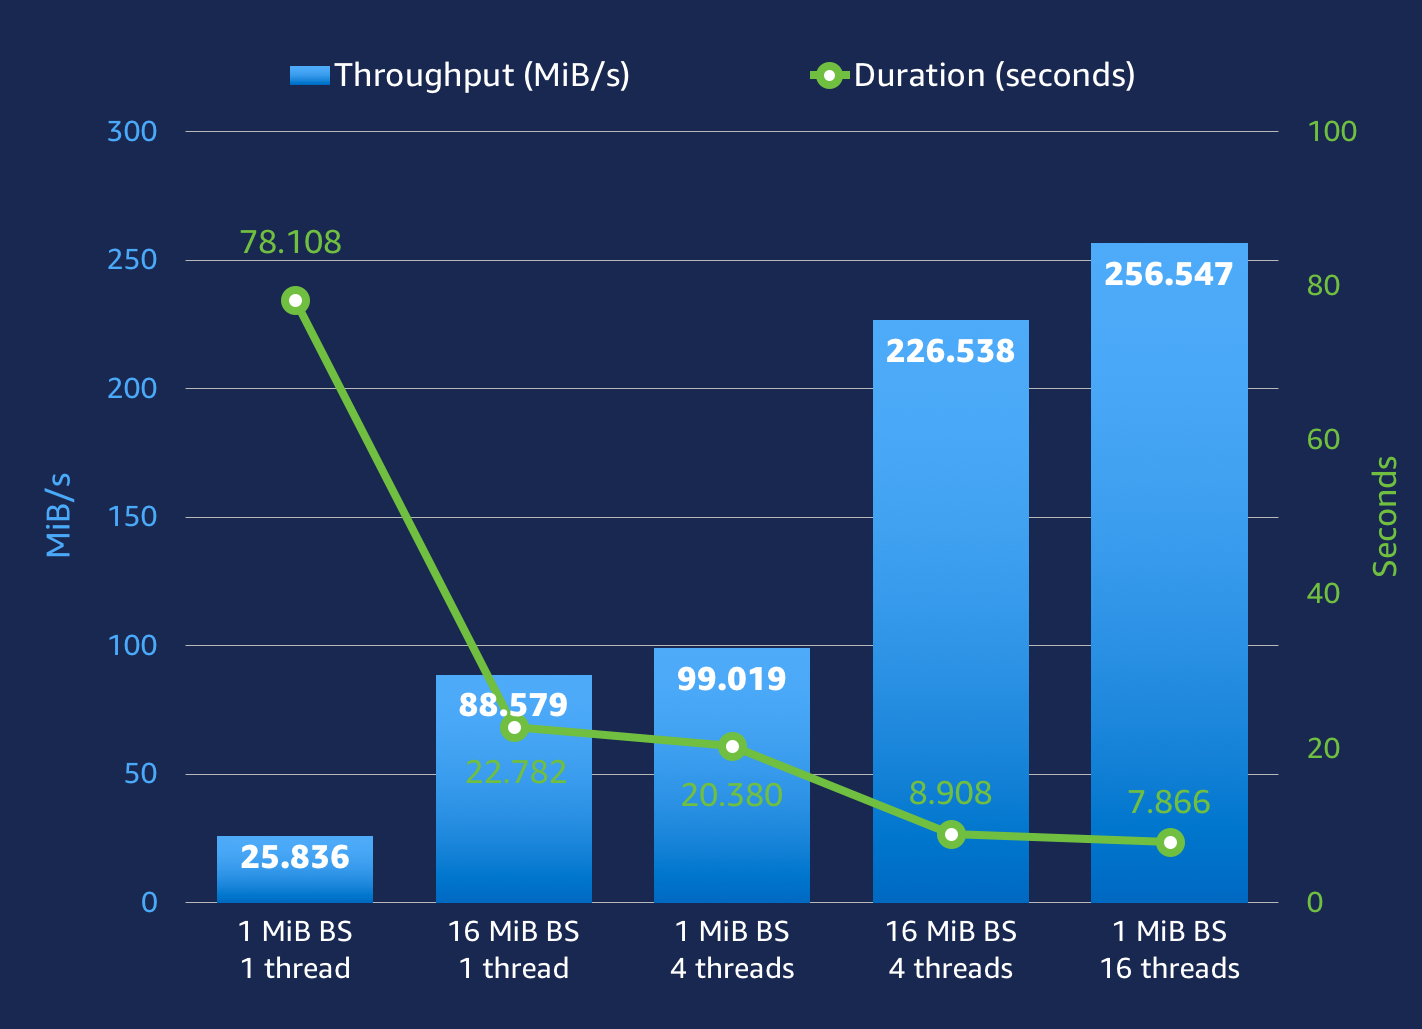 Throughput (MiB/s)
Duration (seconds)
300
250
200
150
100
50
0
MiB/s
100
80
60
40
20
0
Seconds
78.108
22.782
20.380
8.908
7.866
25.836
88.579
99.019
226.538
256.547
1 MiB BS
1 thread
16 MiB BS
1 thread
1 MiB BS
4 threads
16 MiB BS
4 threads
1 MiB BS
16 threads